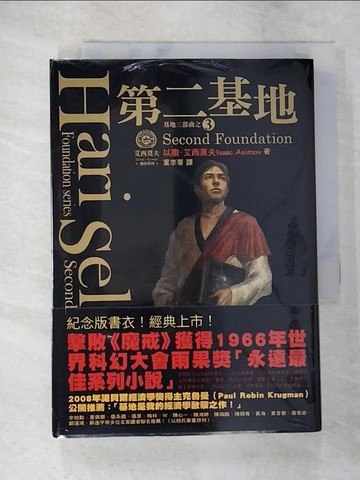 Hari Sel
Foundation series
Second
第二基地
基地三部曲之3
Second Foundation
艾西莫夫
以撒·艾西莫夫Isaac Asimov 著
葉李華 譯
紀念版書衣！經典上市！
擊敗《魔戒》獲得1966年世
界科幻大會雨果獎「永遠最
佳系列小說」
2008年諾貝爾經濟學獎得主克魯曼（Paul Robin Krugman）
公開推薦：「基地是我的經濟學啟蒙之作！」